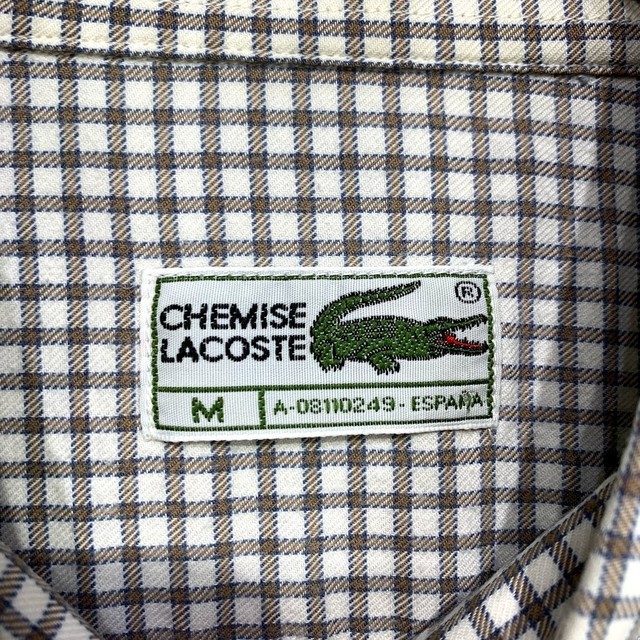 ®
CHEMISE
LACOSTE
M
A-08110249-ESPAÑA